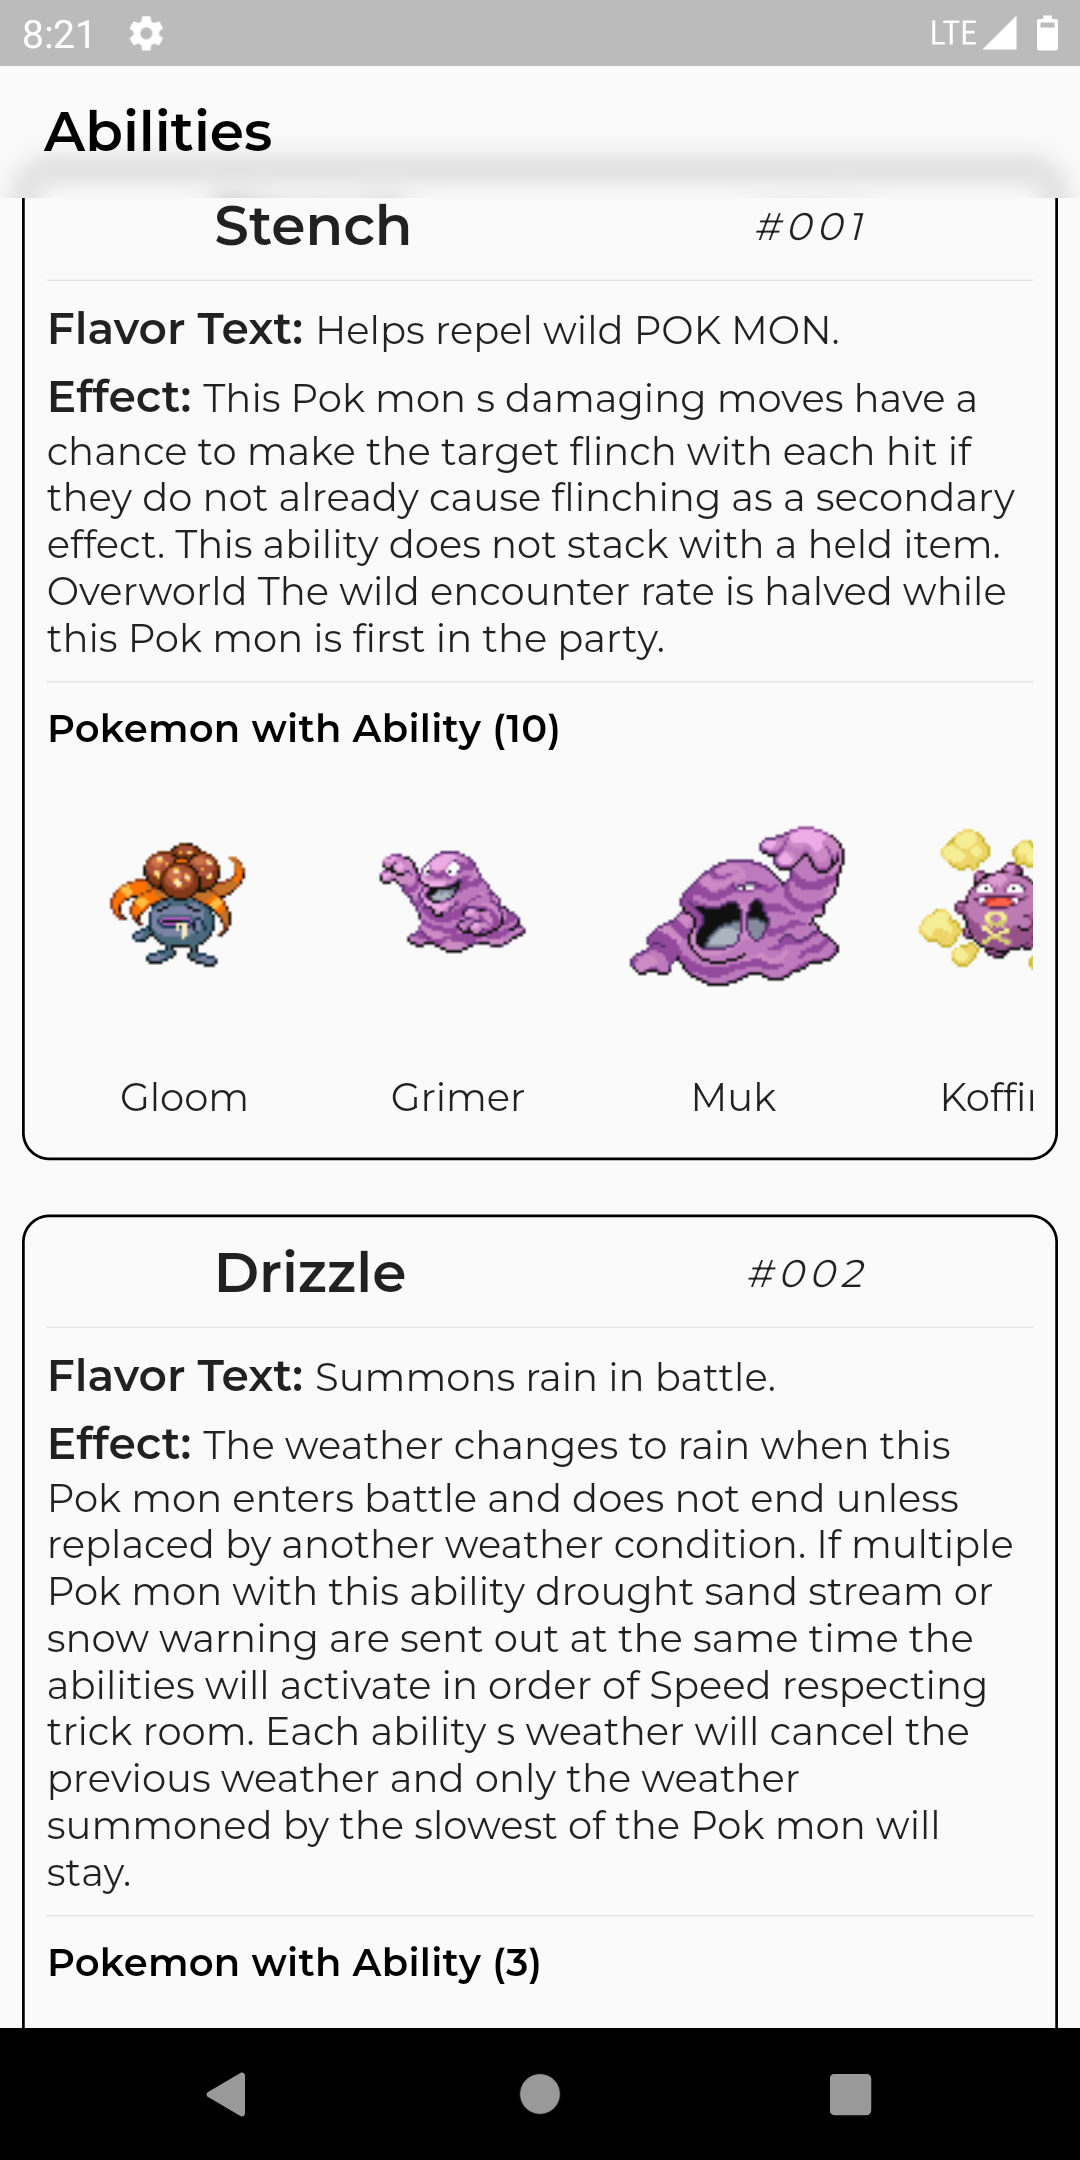 8:21
LTE
Abilities
Stench
#001
Flavor Text: Helps repel wild POK MON.
Effect: This Pok mon s damaging moves have a
chance to make the target flinch with each hit if
they do not already cause flinching as a secondary
effect. This ability does not stack with a held item.
Overworld The wild encounter rate is halved while
this Pok mon is first in the party.
Pokemon with Ability (10)
Gloom
Grimer
Muk
Drizzle
#002
Flavor Text: Summons rain in battle.
Effect: The weather changes to rain when this
Pok mon enters battle and does not end unless
replaced by another weather condition. If multiple
Pok mon with this ability drought sand stream or
snow warning are sent out at the same time the
abilities will activate in order of Speed respecting
trick room. Each ability s weather will cancel the
previous weather and only the weather
summoned by the slowest of the Pok mon will
stay.
Pokemon with Ability (3)